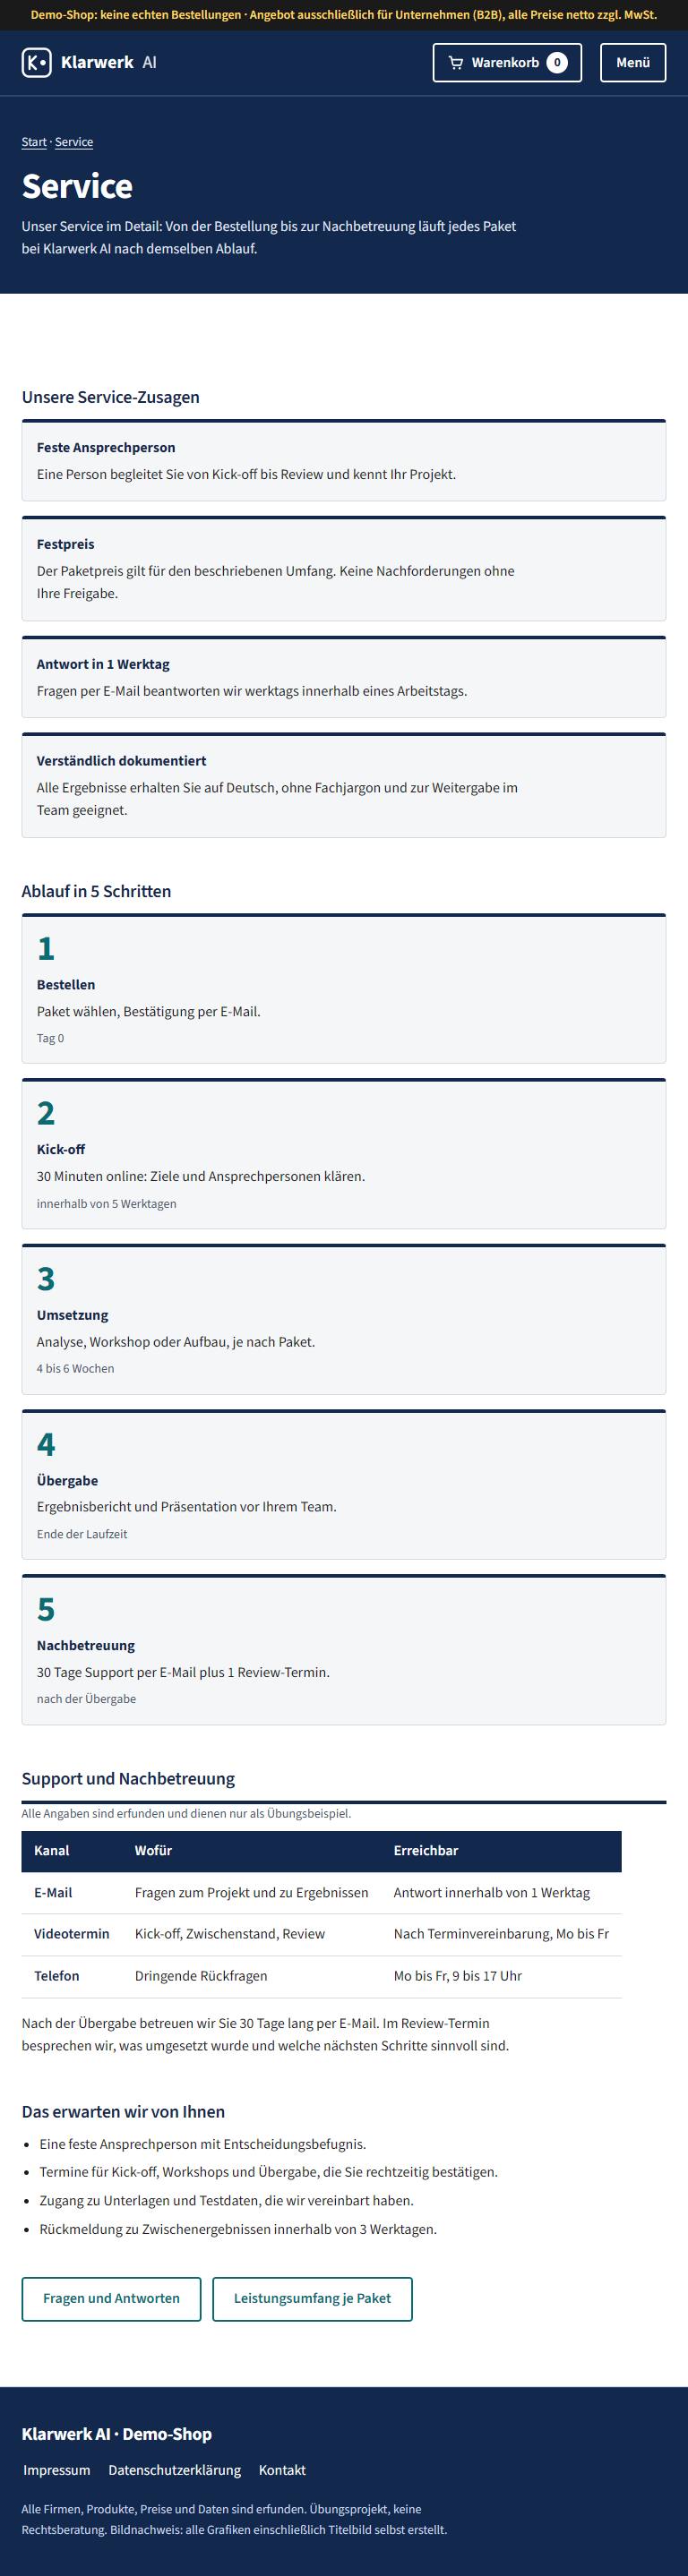 Demo-Shop: keine echten Bestellungen · Angebot ausschließlich für Unternehmen (B2B), alle Preise netto zzgl. MwSt.
Klarwerk AI
Warenkorb 0
Menü
Start · Service
Service
Unser Service im Detail: Von der Bestellung bis zur Nachbetreuung läuft jedes Paket
bei Klarwerk AI nach demselben Ablauf.
Unsere Service-Zusagen
Feste Ansprechperson
Eine Person begleitet Sie von Kick-off bis Review und kennt Ihr Projekt.
Festpreis
Der Paketpreis gilt für den beschriebenen Umfang. Keine Nachforderungen ohne
Ihre Freigabe.
Antwort in 1 Werktag
Fragen per E-Mail beantworten wir werktags innerhalb eines Arbeitstags.
Verständlich dokumentiert
Alle Ergebnisse erhalten Sie auf Deutsch, ohne Fachjargon und zur Weitergabe im
Team geeignet.
Ablauf in 5 Schritten
1
Bestellen
Paket wählen, Bestätigung per E-Mail.
Tag 0
2
Kick-off
30 Minuten online: Ziele und Ansprechpersonen klären.
innerhalb von 5 Werktagen
3
Umsetzung
Analyse, Workshop oder Aufbau, je nach Paket.
4 bis 6 Wochen
4
Übergabe
Ergebnisbericht und Präsentation vor Ihrem Team.
Ende der Laufzeit
5
Nachbetreuung
30 Tage Support per E-Mail plus 1 Review-Termin.
nach der Übergabe
Support und Nachbetreuung
Alle Angaben sind erfunden und dienen nur als Übungsbeispiel.
Kanal Wofür Erreichbar
E-Mail Fragen zum Projekt und zu Ergebnissen Antwort innerhalb von 1 Werktag
Videotermin Kick-off, Zwischenstand, Review Nach Terminvereinbarung, Mo bis Fr
Telefon Dringende Rückfragen Mo bis Fr, 9 bis 17 Uhr
Nach der Übergabe betreuen wir Sie 30 Tage lang per E-Mail. Im Review-Termin
besprechen wir, was umgesetzt wurde und welche nächsten Schritte sinnvoll sind.
Das erwarten wir von Ihnen
• Eine feste Ansprechperson mit Entscheidungsbefugnis.
• Termine für Kick-off, Workshops und Übergabe, die Sie rechtzeitig bestätigen.
• Zugang zu Unterlagen und Testdaten, die wir vereinbart haben.
• Rückmeldung zu Zwischenergebnissen innerhalb von 3 Werktagen.
Fragen und Antworten
Leistungsumfang je Paket
Klarwerk AI · Demo-Shop
Impressum Datenschutzerklärung Kontakt
Alle Firmen, Produkte, Preise und Daten sind erfunden. Übungsprojekt, keine
Rechtsberatung. Bildnachweis: alle Grafiken einschließlich Titelbild selbst erstellt.